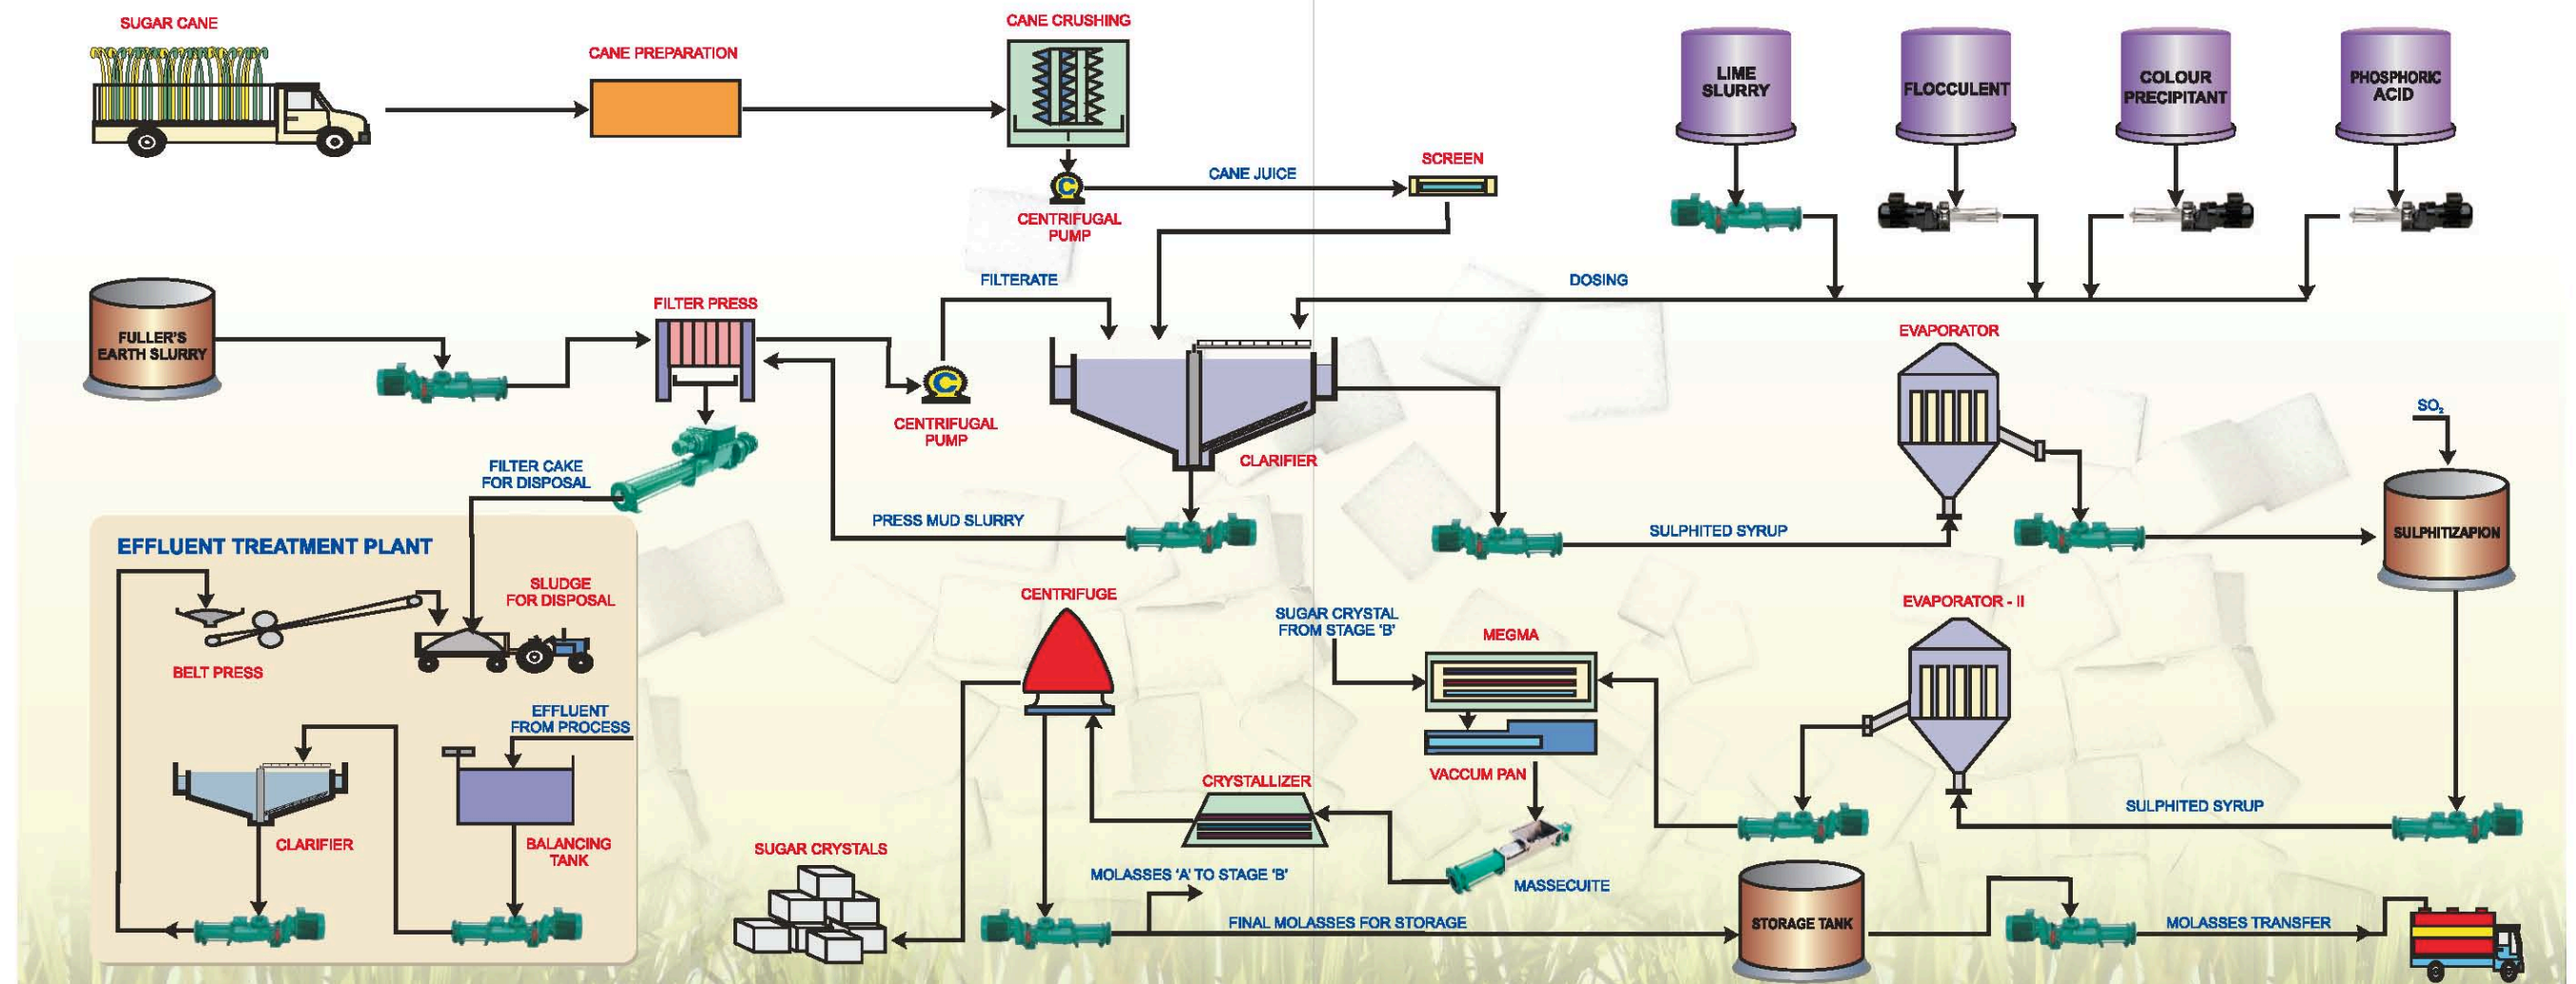 SUGAR CANE
CANE PREPARATION
CANE CRUSHING
LIME
SLURRY
FLOCCULENT
COLOUR
PRECIPITANT
PHOSPHORIC
ACID
C
CENTRIFUGAL
PUMP
CANE JUICE
SCREEN
FILTERATE
DOSING
FULLER'S
EARTH SLURRY
FILTER PRESS
C
CENTRIFUGAL
PUMP
CLARIFIER
EVAPORATOR
SO2
SULPHITIZAPION
FILTER CAKE
FOR DISPOSAL
PRESS MUD SLURRY
SULPHITED SYRUP
EFFLUENT TREATMENT PLANT
SLUDGE
FOR DISPOSAL
BELT PRESS
EFFLUENT
FROM PROCESS
CLARIFIER
BALANCING
TANK
CENTRIFUGE
SUGAR CRYSTAL
FROM STAGE 'B'
MEGMA
EVAPORATOR - II
VACCUM PAN
CRYSTALLIZER
SULPHITED SYRUP
SUGAR CRYSTALS
MOLASSES 'A' TO STAGE 'B'
MASSECUITE
FINAL MOLASSES FOR STORAGE
STORAGE TANK
MOLASSES TRANSFER